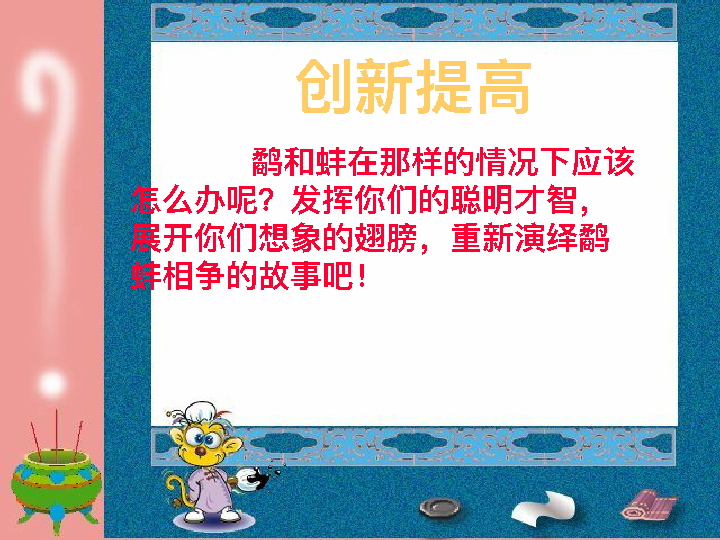 创新提高
鹬和蚌在那样的情况下应该
怎么办呢？发挥你们的聪明才智，
展开你们想象的翅膀，重新演绎鹬
蚌相争的故事吧！